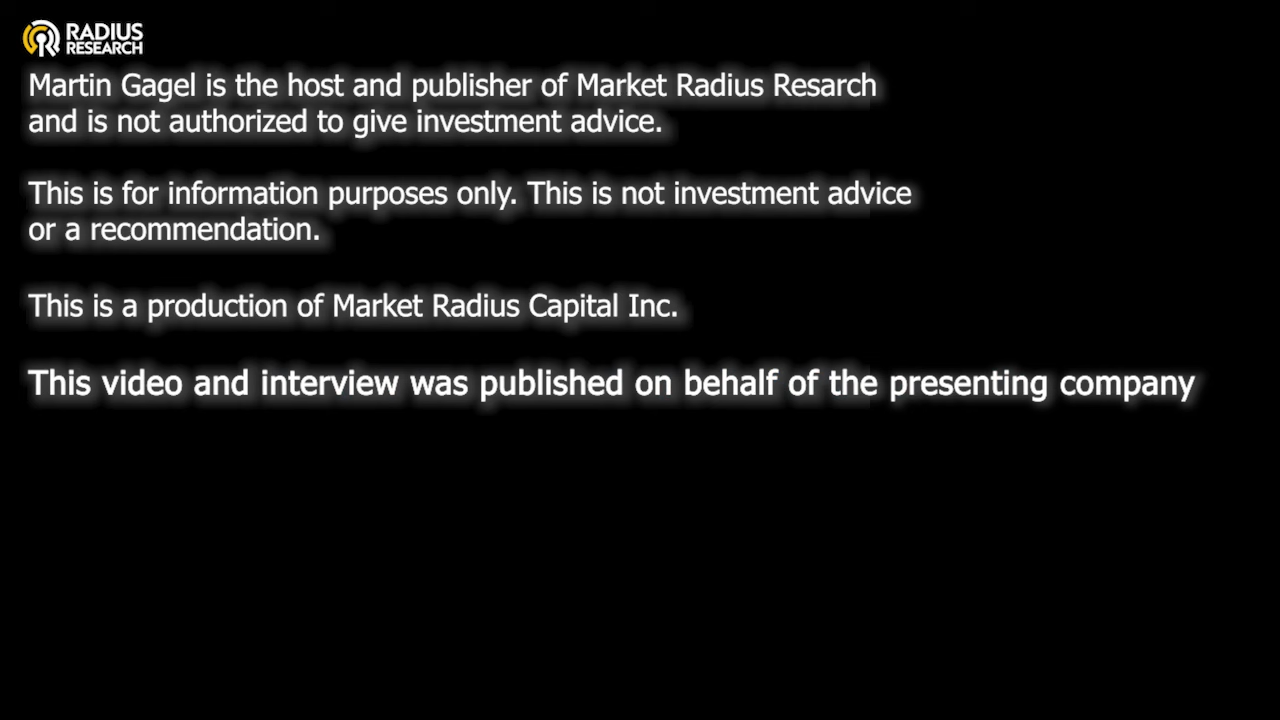 RADIUS
RESEARCH
Martin Gagel is the host and publisher of Market Radius Resarch
and is not authorized to give investment advice.
This is for information purposes only. This is not investment advice
or a recommendation.
This is a production of Market Radius Capital Inc.
This video and interview was published on behalf of the presenting company